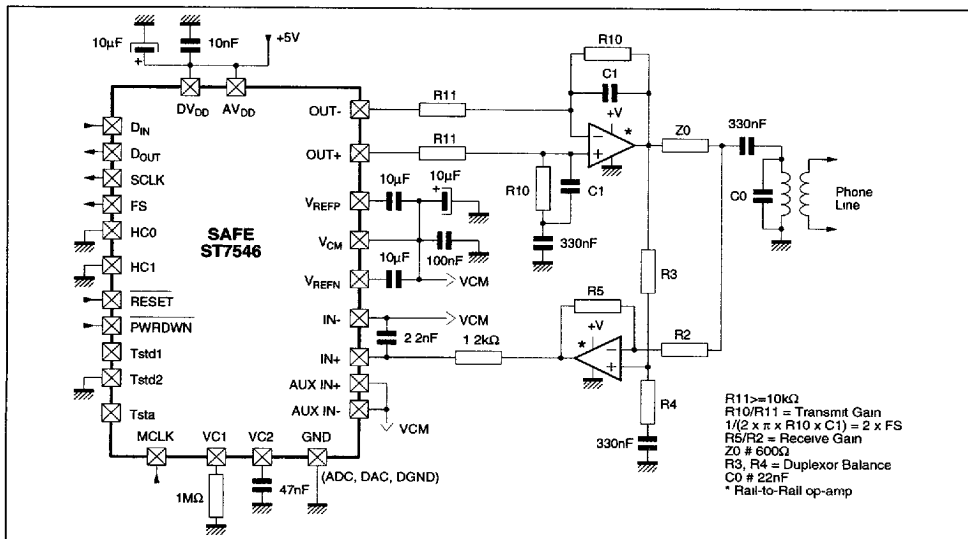 10µF
10nF
+5V
DVDD
AVDD
DIN
DOUT
SCLK
FS
HC0
HC1
RESET
PWRDWN
Tstd1
Tstd2
Tsta
MCLK
VC1
VC2
GND
(ADC, DAC, DGND)
1MΩ
47nF
SAFE
ST7546
OUT-
OUT+
VREFP
VCM
VREFN
IN-
IN+
AUX IN+
AUX IN-
R11
R11
R10
C1
+V
*
-
+
R10
C1
330nF
10µF
10µF
+
100nF
10µF
VCM
VCM
2 2nF
1 2kΩ
VCM
Z0
330nF
C0
Phone
Line
R3
R5
+V
*
-
+
R2
R4
330nF
R11>=10kΩ
R10/R11 = Transmit Gain
1/(2 x π x R10 x C1) = 2 x FS
R5/R2 = Receive Gain
Z0 # 600Ω
R3, R4 = Duplexor Balance
C0 # 22nF
* Rail-to-Rail op-amp